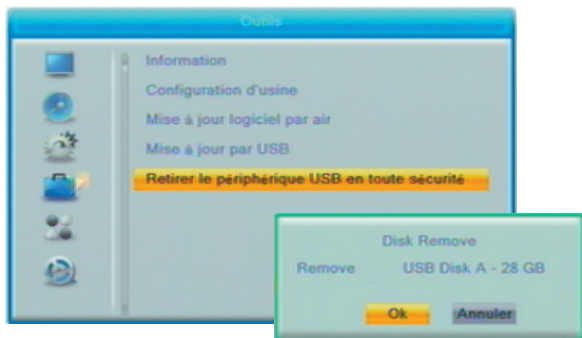 Outils
Information
Configuration d'usine
Mise à jour logiciel par air
Mise à jour par USB
Retirer le périphérique USB en toute sécurité
Disk Remove
Remove USB Disk A - 28 GB
Ok Annuler